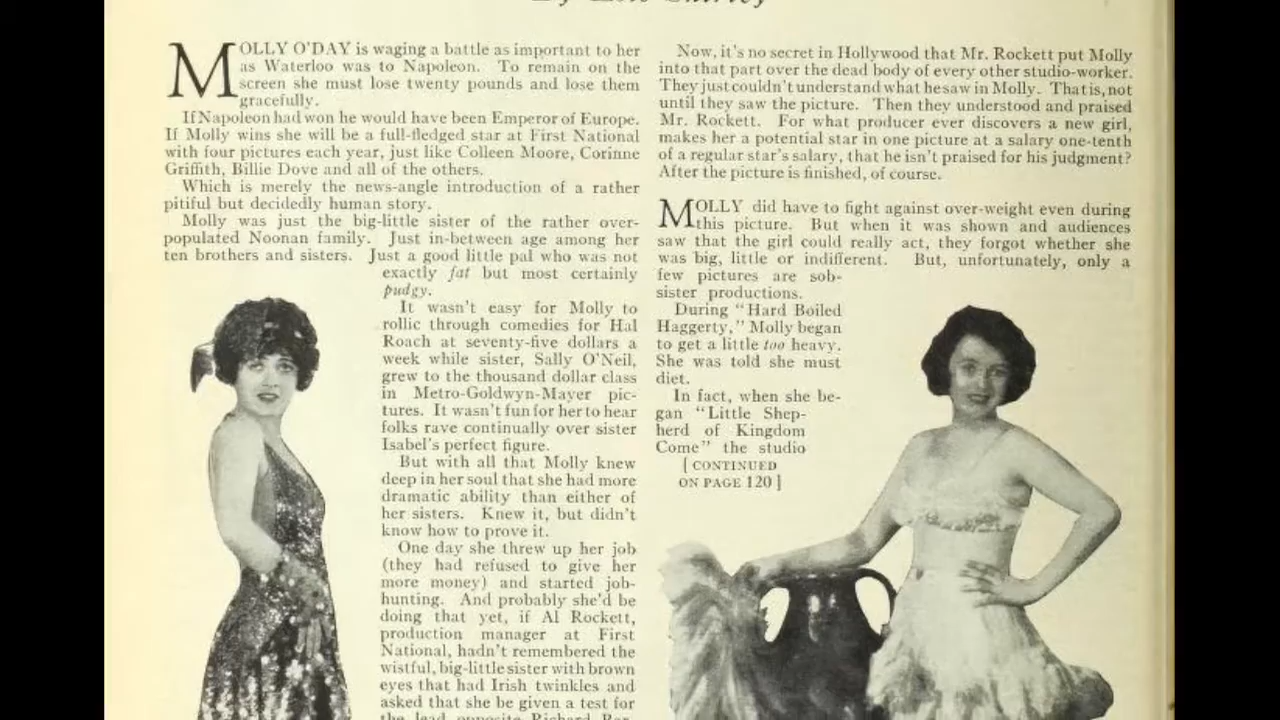 MOLLY O'DAY is waging a battle as important to her
as Waterloo was to Napoleon. To remain on the
screen she must lose twenty pounds and lose them
gracefully.
If Napoleon had won he would have been Emperor of Europe.
If Molly wins she will be a full-fledged star at First National
with four pictures each year, just like Colleen Moore, Corinne
Griffith, Billie Dove and all of the others.
Which is merely the news-angle introduction of a rather
pitiful but decidedly human story.
Molly was just the big-little sister of the rather over-
populated Noonan family. Just in-between age among her
ten brothers and sisters. Just a good little pal who was not
exactly fat but most certainly
pudgy.
It wasn't easy for Molly to
rollic through comedies for Hal
Roach at seventy-five dollars a
week while sister, Sally O'Neil,
grew to the thousand dollar class
in Metro-Goldwyn-Mayer pic-
tures. It wasn't fun for her to hear
folks rave continually over sister
Isabel's perfect figure.
But with all that Molly knew
deep in her soul that she had more
dramatic ability than either of
her sisters. Knew it, but didn't
know how to prove it.
One day she threw up her job
(they had refused to give her
more money) and started job-
hunting. And probably she'd be
doing that yet, if Al Rockett,
production manager at First
National, hadn't remembered the
wistful, big-little sister with brown
eyes that had Irish twinkles and
asked that she be given a test for
the lead opposite Richard Bar-
Now, it's no secret in Hollywood that Mr. Rockett put Molly
into that part over the dead body of every other studio-worker.
They just couldn't understand what he saw in Molly. That is, not
until they saw the picture. Then they understood and praised
Mr. Rockett. For what producer ever discovers a new girl,
makes her a potential star in one picture at a salary one-tenth
of a regular star's salary, that he isn't praised for his judgment?
After the picture is finished, of course.
MOLLY did have to fight against over-weight even during
this picture. But when it was shown and audiences
saw that the girl could really act, they forgot whether she
was big, little or indifferent. But, unfortunately, only a
few pictures are sob-
sister productions.
During "Hard Boiled
Haggerty," Molly began
to get a little too heavy.
She was told she must
diet.
In fact, when she be-
gan "Little Shep-
herd of Kingdom
Come" the studio
[ CONTINUED
ON PAGE 120 ]